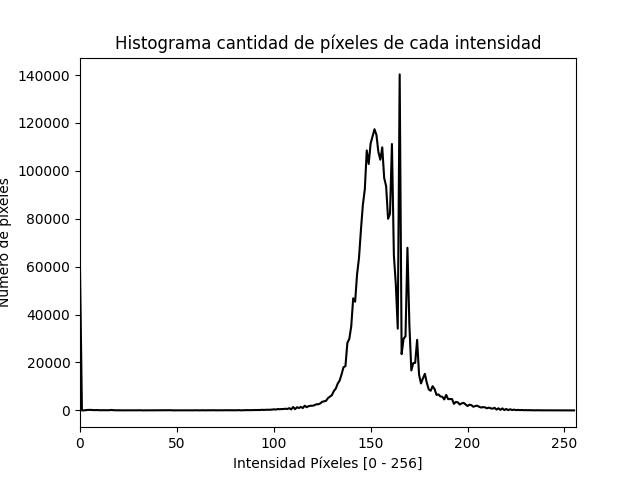 Histograma cantidad de píxeles de cada intensidad
140000
120000
100000
80000
60000
40000
20000
0
Número de píxeles
0 50 100 150 200 250
Intensidad Píxeles [0 - 256]